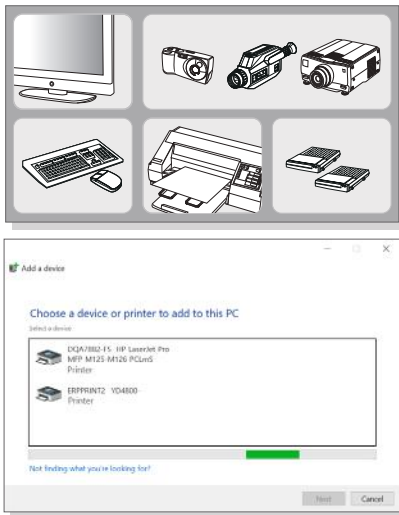 Add a device
Choose a device or printer to add to this PC
Select a device
DQA7882-FS HP LaserJet Pro
MFP M125-M126 PCLmS
Printer
ERPPRINT2 YD4800
Printer
Not finding what you're looking for?
Next Cancel